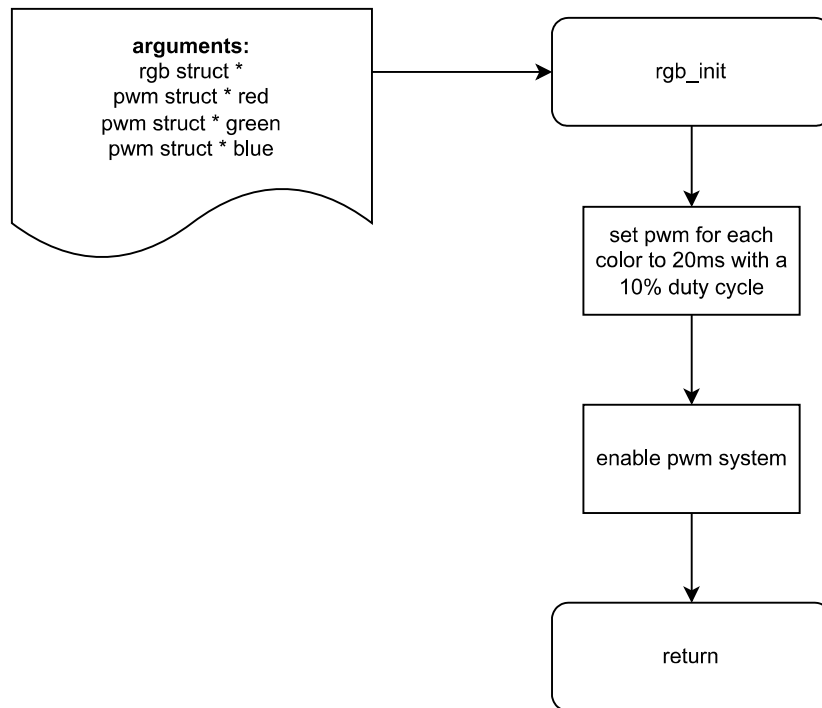 arguments:
rgb struct *
pwm struct * red
pwm struct * green
pwm struct * blue
rgb_init
set pwm for each
color to 20ms with a
10% duty cycle
enable pwm system
return